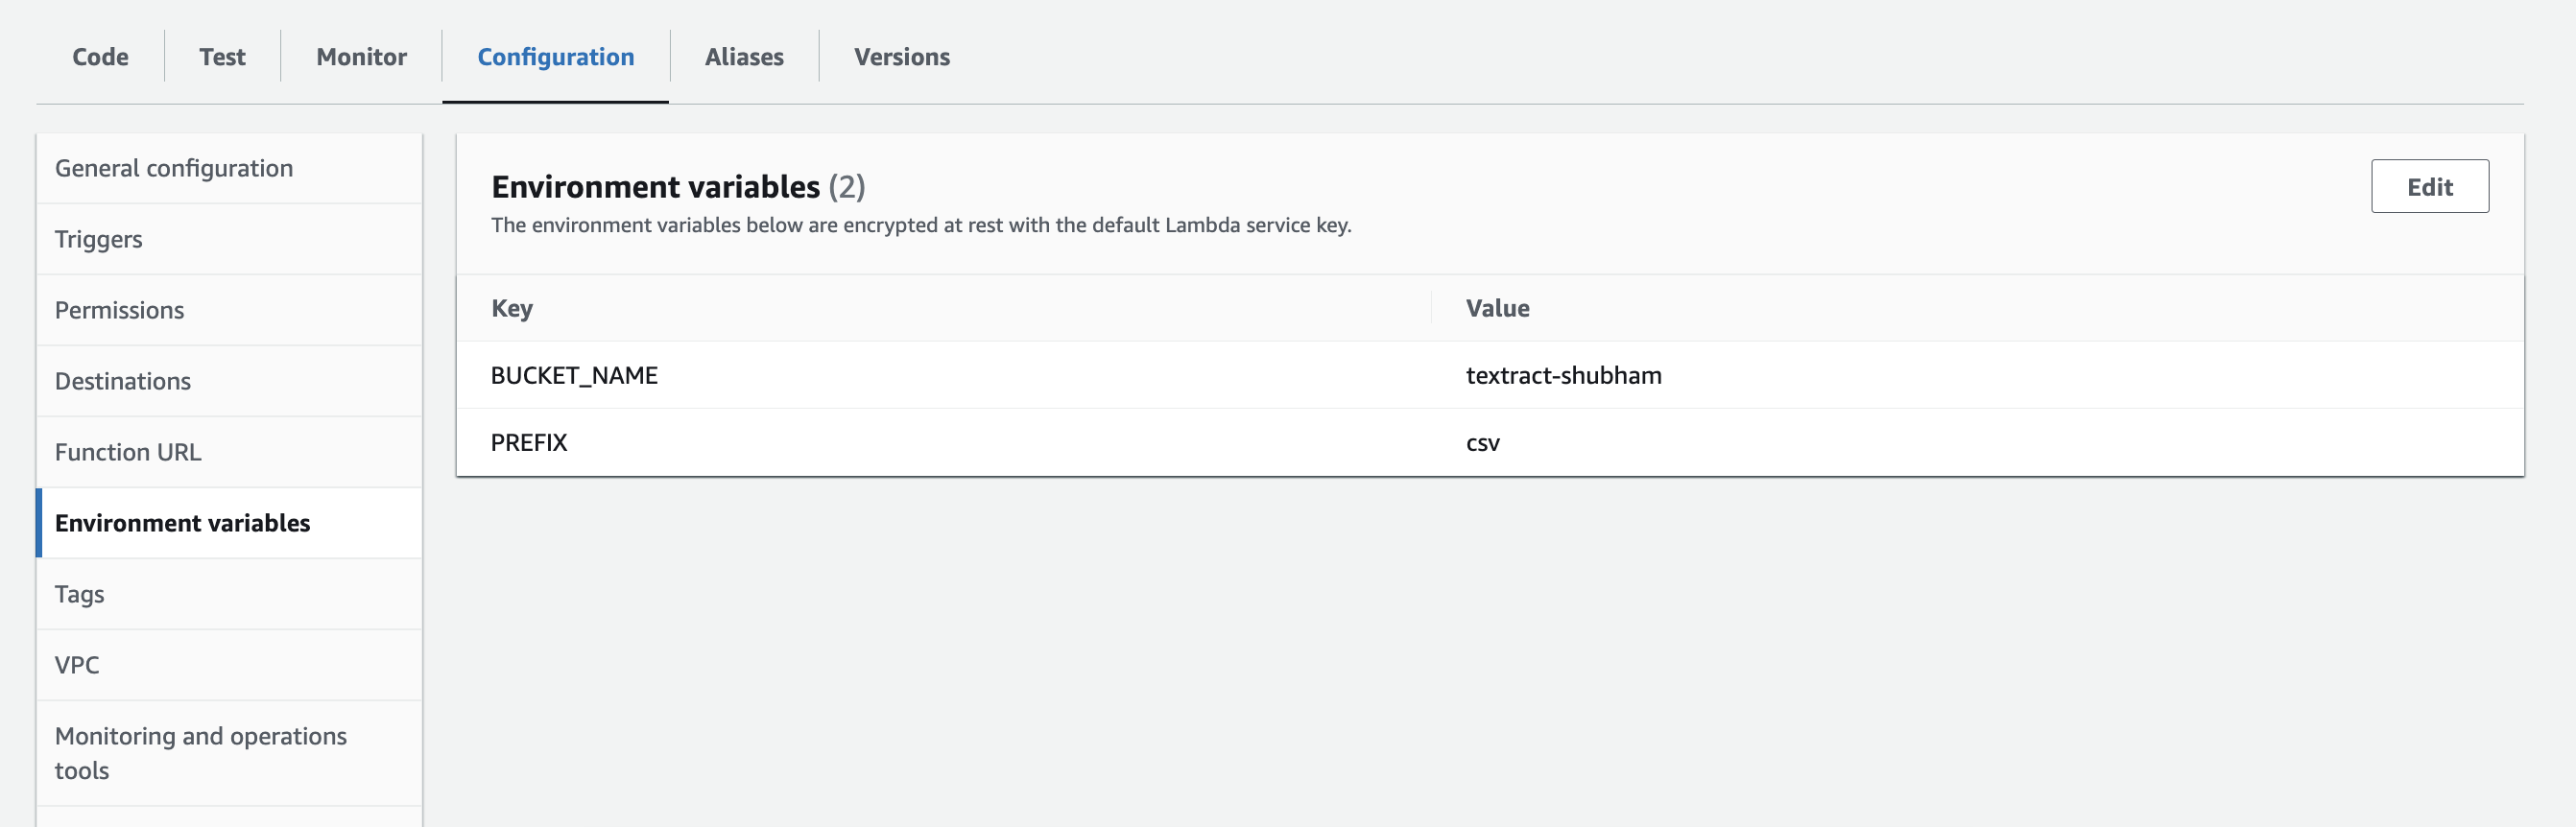 Code Test Monitor Configuration Aliases Versions
General configuration
Triggers
Permissions
Destinations
Function URL
Environment variables
Tags
VPC
Monitoring and operations
tools
Environment variables (2)
Edit
The environment variables below are encrypted at rest with the default Lambda service key.
Key Value
BUCKET_NAME textract-shubham
PREFIX csv